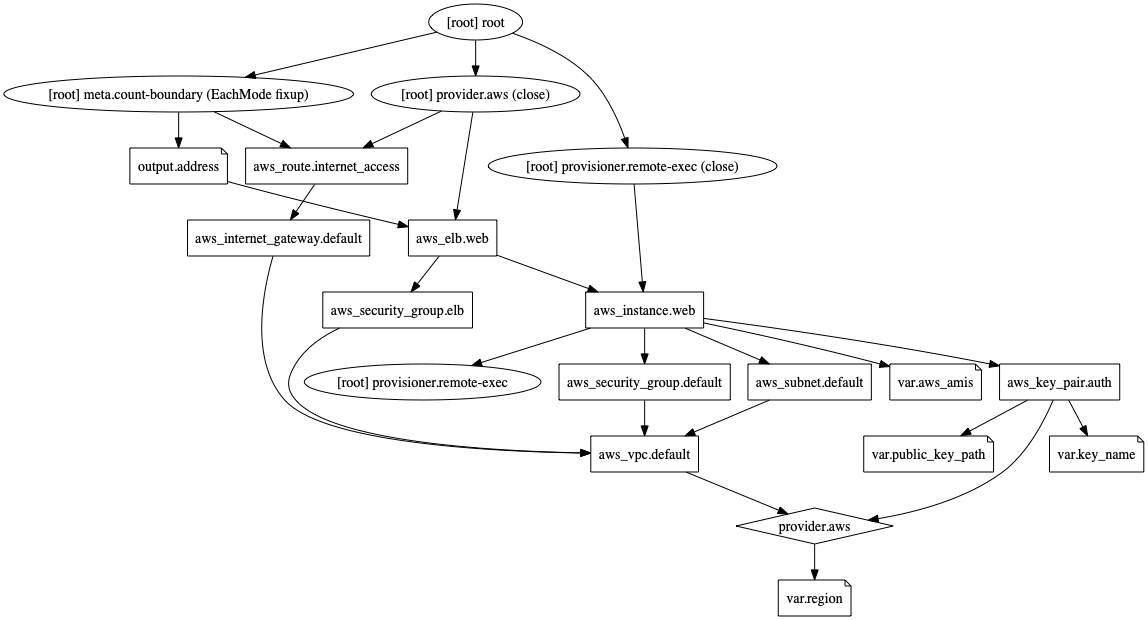 [root] root
[root] meta.count-boundary (EachMode fixup)
[root] provider.aws (close)
output.address
aws_route.internet_access
[root] provisioner.remote-exec (close)
aws_internet_gateway.default
aws_elb.web
aws_security_group.elb
aws_instance.web
[root] provisioner.remote-exec
aws_security_group.default
aws_subnet.default
var.aws_amis
aws_key_pair.auth
aws_vpc.default
var.public_key_path
var.key_name
provider.aws
var.region